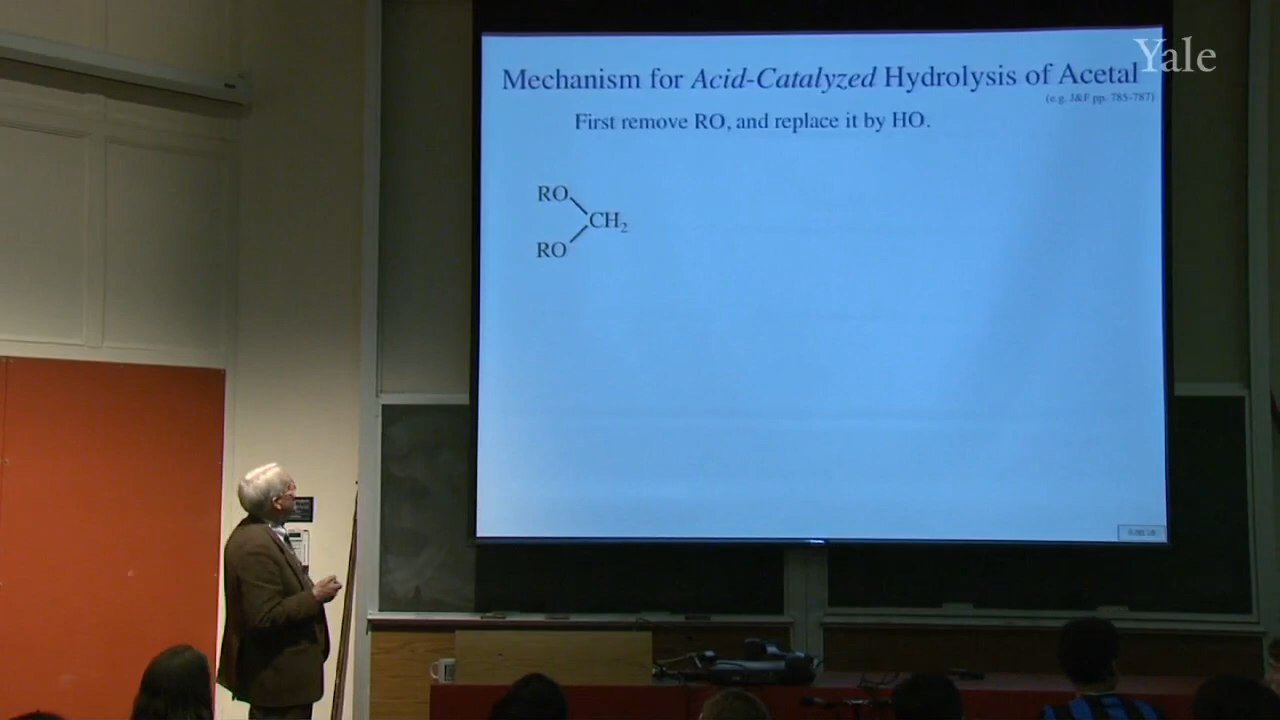 Yale
Mechanism for Acid-Catalyzed Hydrolysis of Acetal
(e.g. J&F pp. 785-787)
First remove RO, and replace it by HO.
RO
CH₂
RO